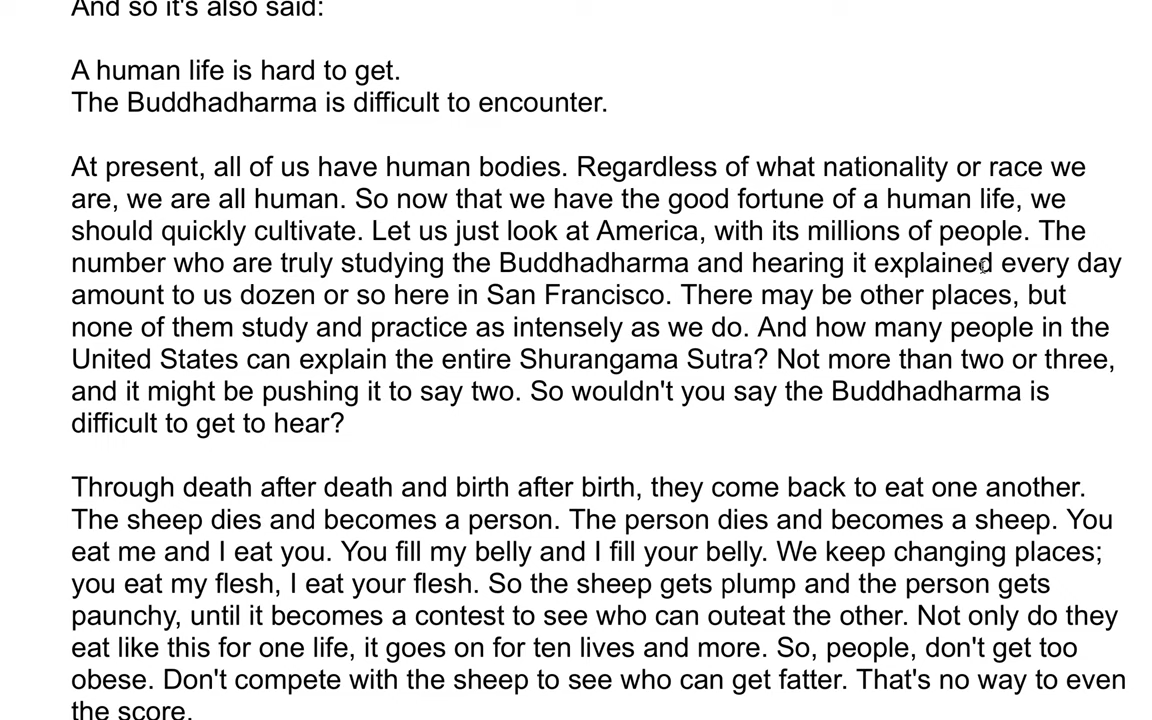 And so it's also said:
A human life is hard to get.
The Buddhadharma is difficult to encounter.
At present, all of us have human bodies. Regardless of what nationality or race we
are, we are all human. So now that we have the good fortune of a human life, we
should quickly cultivate. Let us just look at America, with its millions of people. The
number who are truly studying the Buddhadharma and hearing it explained every day
amount to us dozen or so here in San Francisco. There may be other places, but
none of them study and practice as intensely as we do. And how many people in the
United States can explain the entire Shurangama Sutra? Not more than two or three,
and it might be pushing it to say two. So wouldn't you say the Buddhadharma is
difficult to get to hear?
Through death after death and birth after birth, they come back to eat one another.
The sheep dies and becomes a person. The person dies and becomes a sheep. You
eat me and I eat you. You fill my belly and I fill your belly. We keep changing places;
you eat my flesh, I eat your flesh. So the sheep gets plump and the person gets
paunchy, until it becomes a contest to see who can outeat the other. Not only do they
eat like this for one life, it goes on for ten lives and more. So, people, don't get too
obese. Don't compete with the sheep to see who can get fatter. That's no way to even
the score.